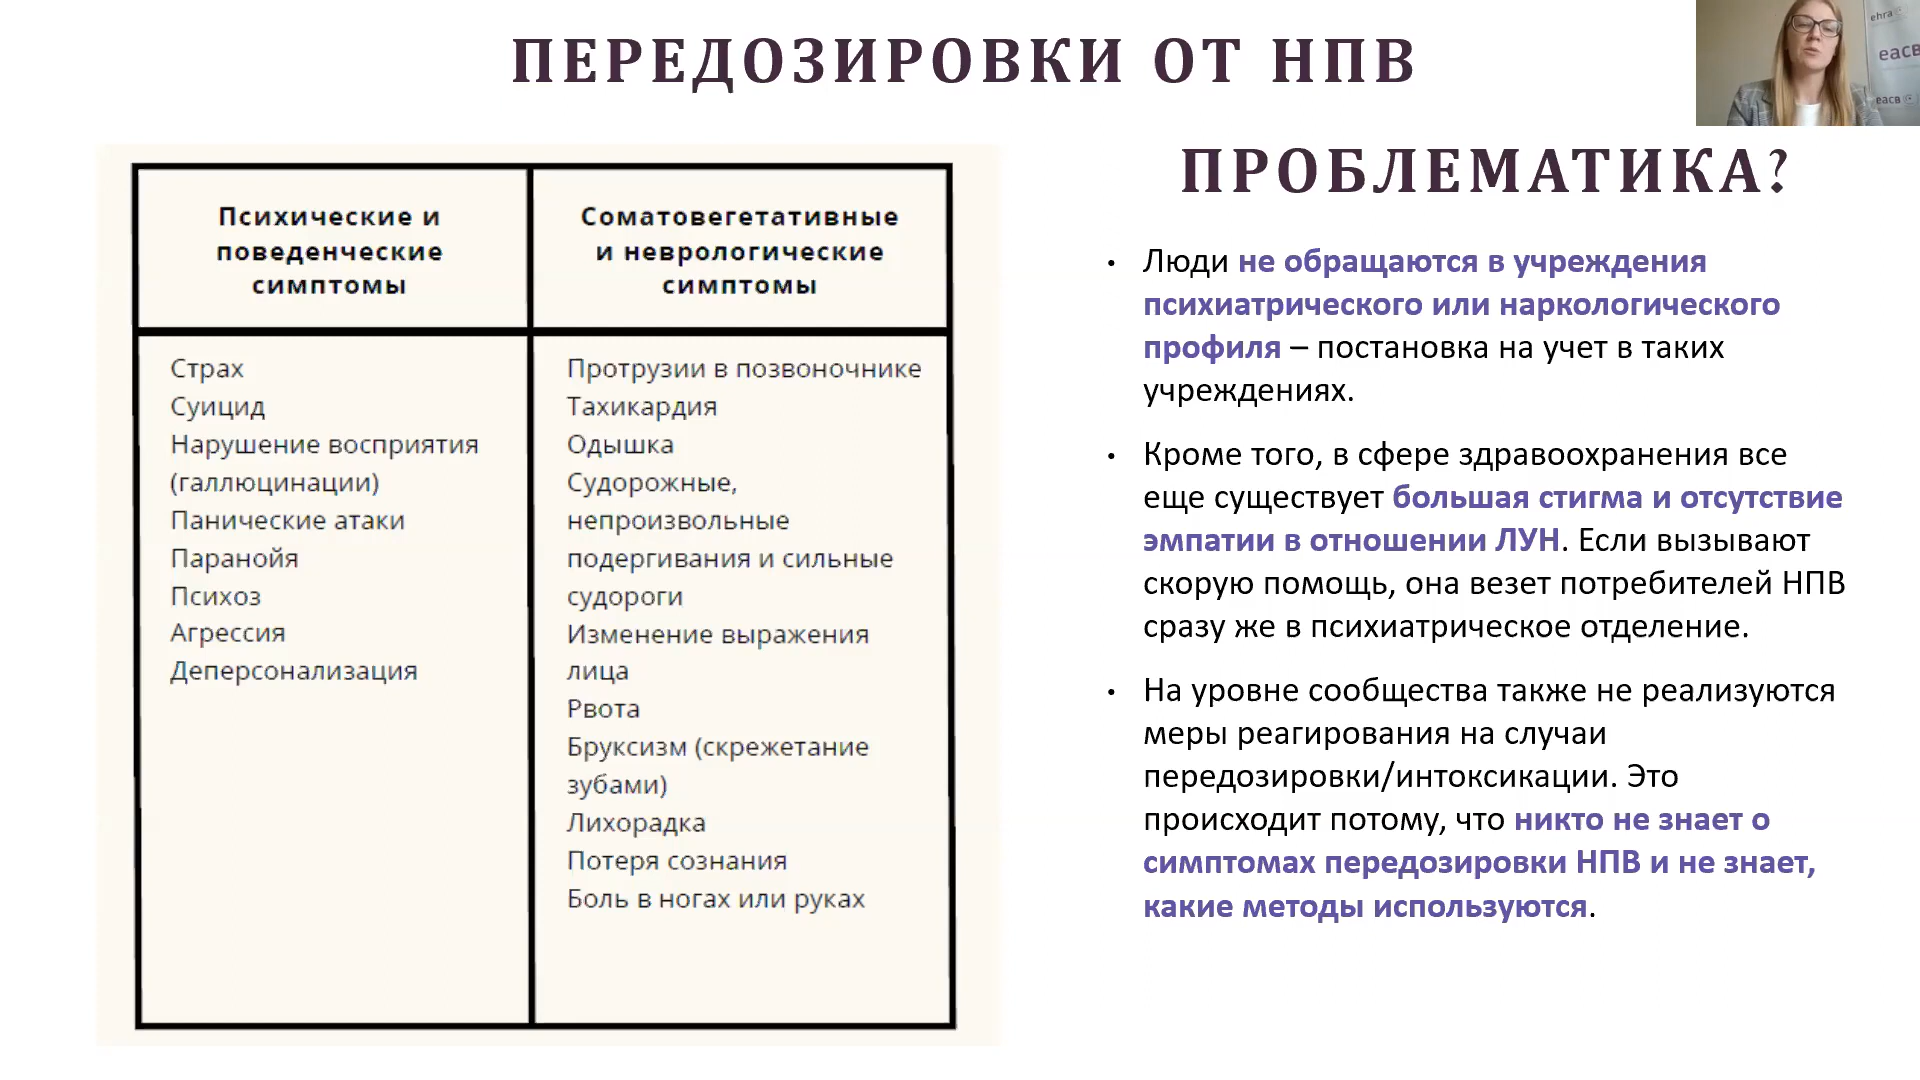 ПЕРЕДОЗИРОВКИ ОТ НПВ
ehra
еасв
еасв
Психические и
поведенческие
симптомы
Соматовегетативные
и неврологические
симптомы
Страх
Суицид
Нарушение восприятия
(галлюцинации)
Панические атаки
Паранойя
Психоз
Агрессия
Деперсонализация
Протрузии в позвоночнике
Тахикардия
Одышка
Судорожные,
непроизвольные
подергивания и сильные
судороги
Изменение выражения
лица
Рвота
Бруксизм (скрежетание
зубами)
Лихорадка
Потеря сознания
Боль в ногах или руках
ПРОБЛЕМАТИКА?
• Люди не обращаются в учреждения
психиатрического или наркологического
профиля – постановка на учет в таких
учреждениях.
• Кроме того, в сфере здравоохранения все
еще существует большая стигма и отсутствие
эмпатии в отношении ЛУН. Если вызывают
скорую помощь, она везет потребителей НПВ
сразу же в психиатрическое отделение.
• На уровне сообщества также не реализуются
меры реагирования на случаи
передозировки/интоксикации. Это
происходит потому, что никто не знает о
симптомах передозировки НПВ и не знает,
какие методы используются.